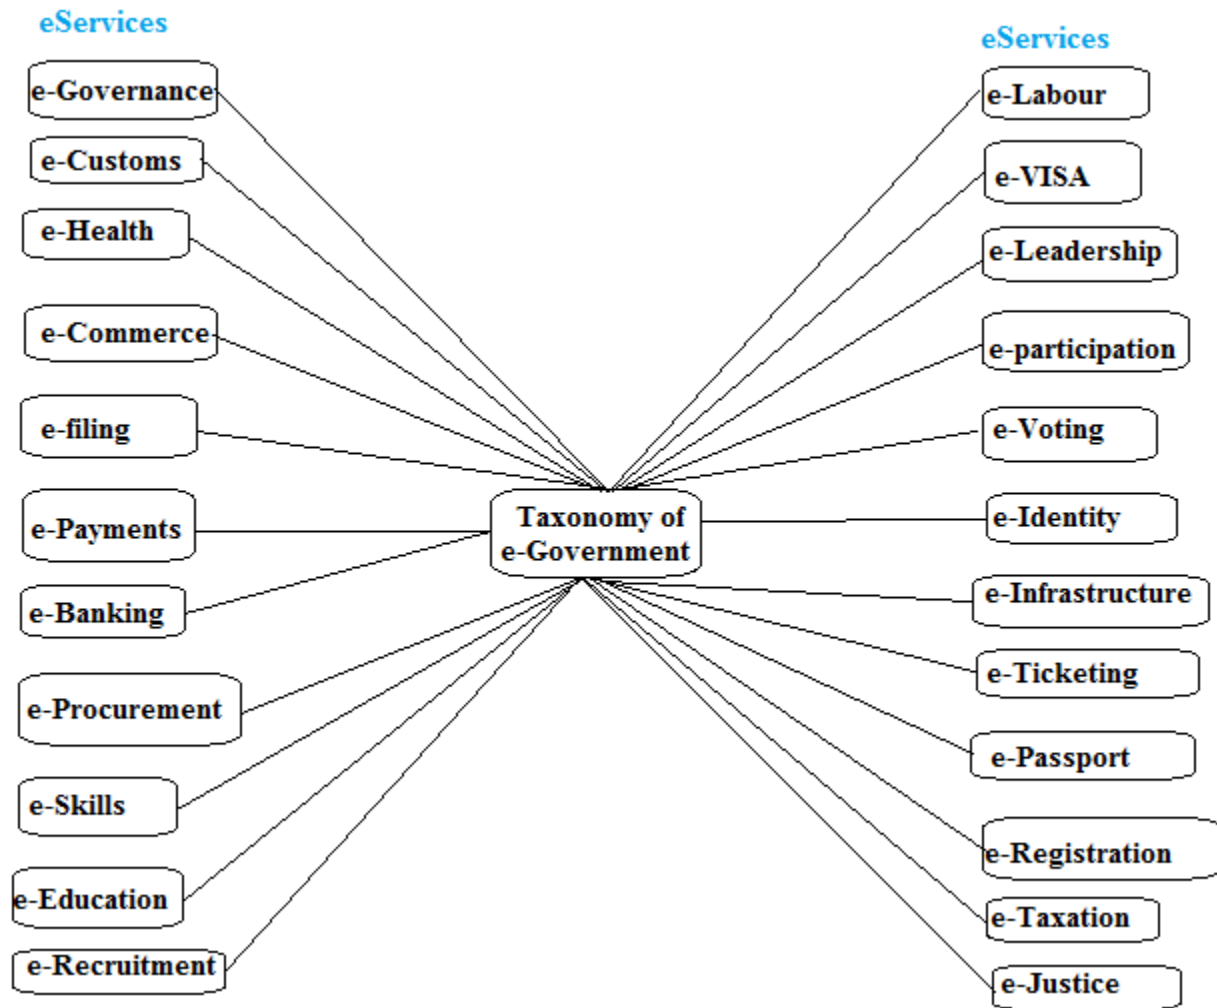 eServices
e-Governance
e-Customs
e-Health
e-Commerce
e-filing
e-Payments
e-Banking
e-Procurement
e-Skills
e-Education
e-Recruitment
Taxonomy of
e-Government
eServices
e-Labour
e-VISA
e-Leadership
e-participation
e-Voting
e-Identity
e-Infrastructure
e-Ticketing
e-Passport
e-Registration
e-Taxation
e-Justice